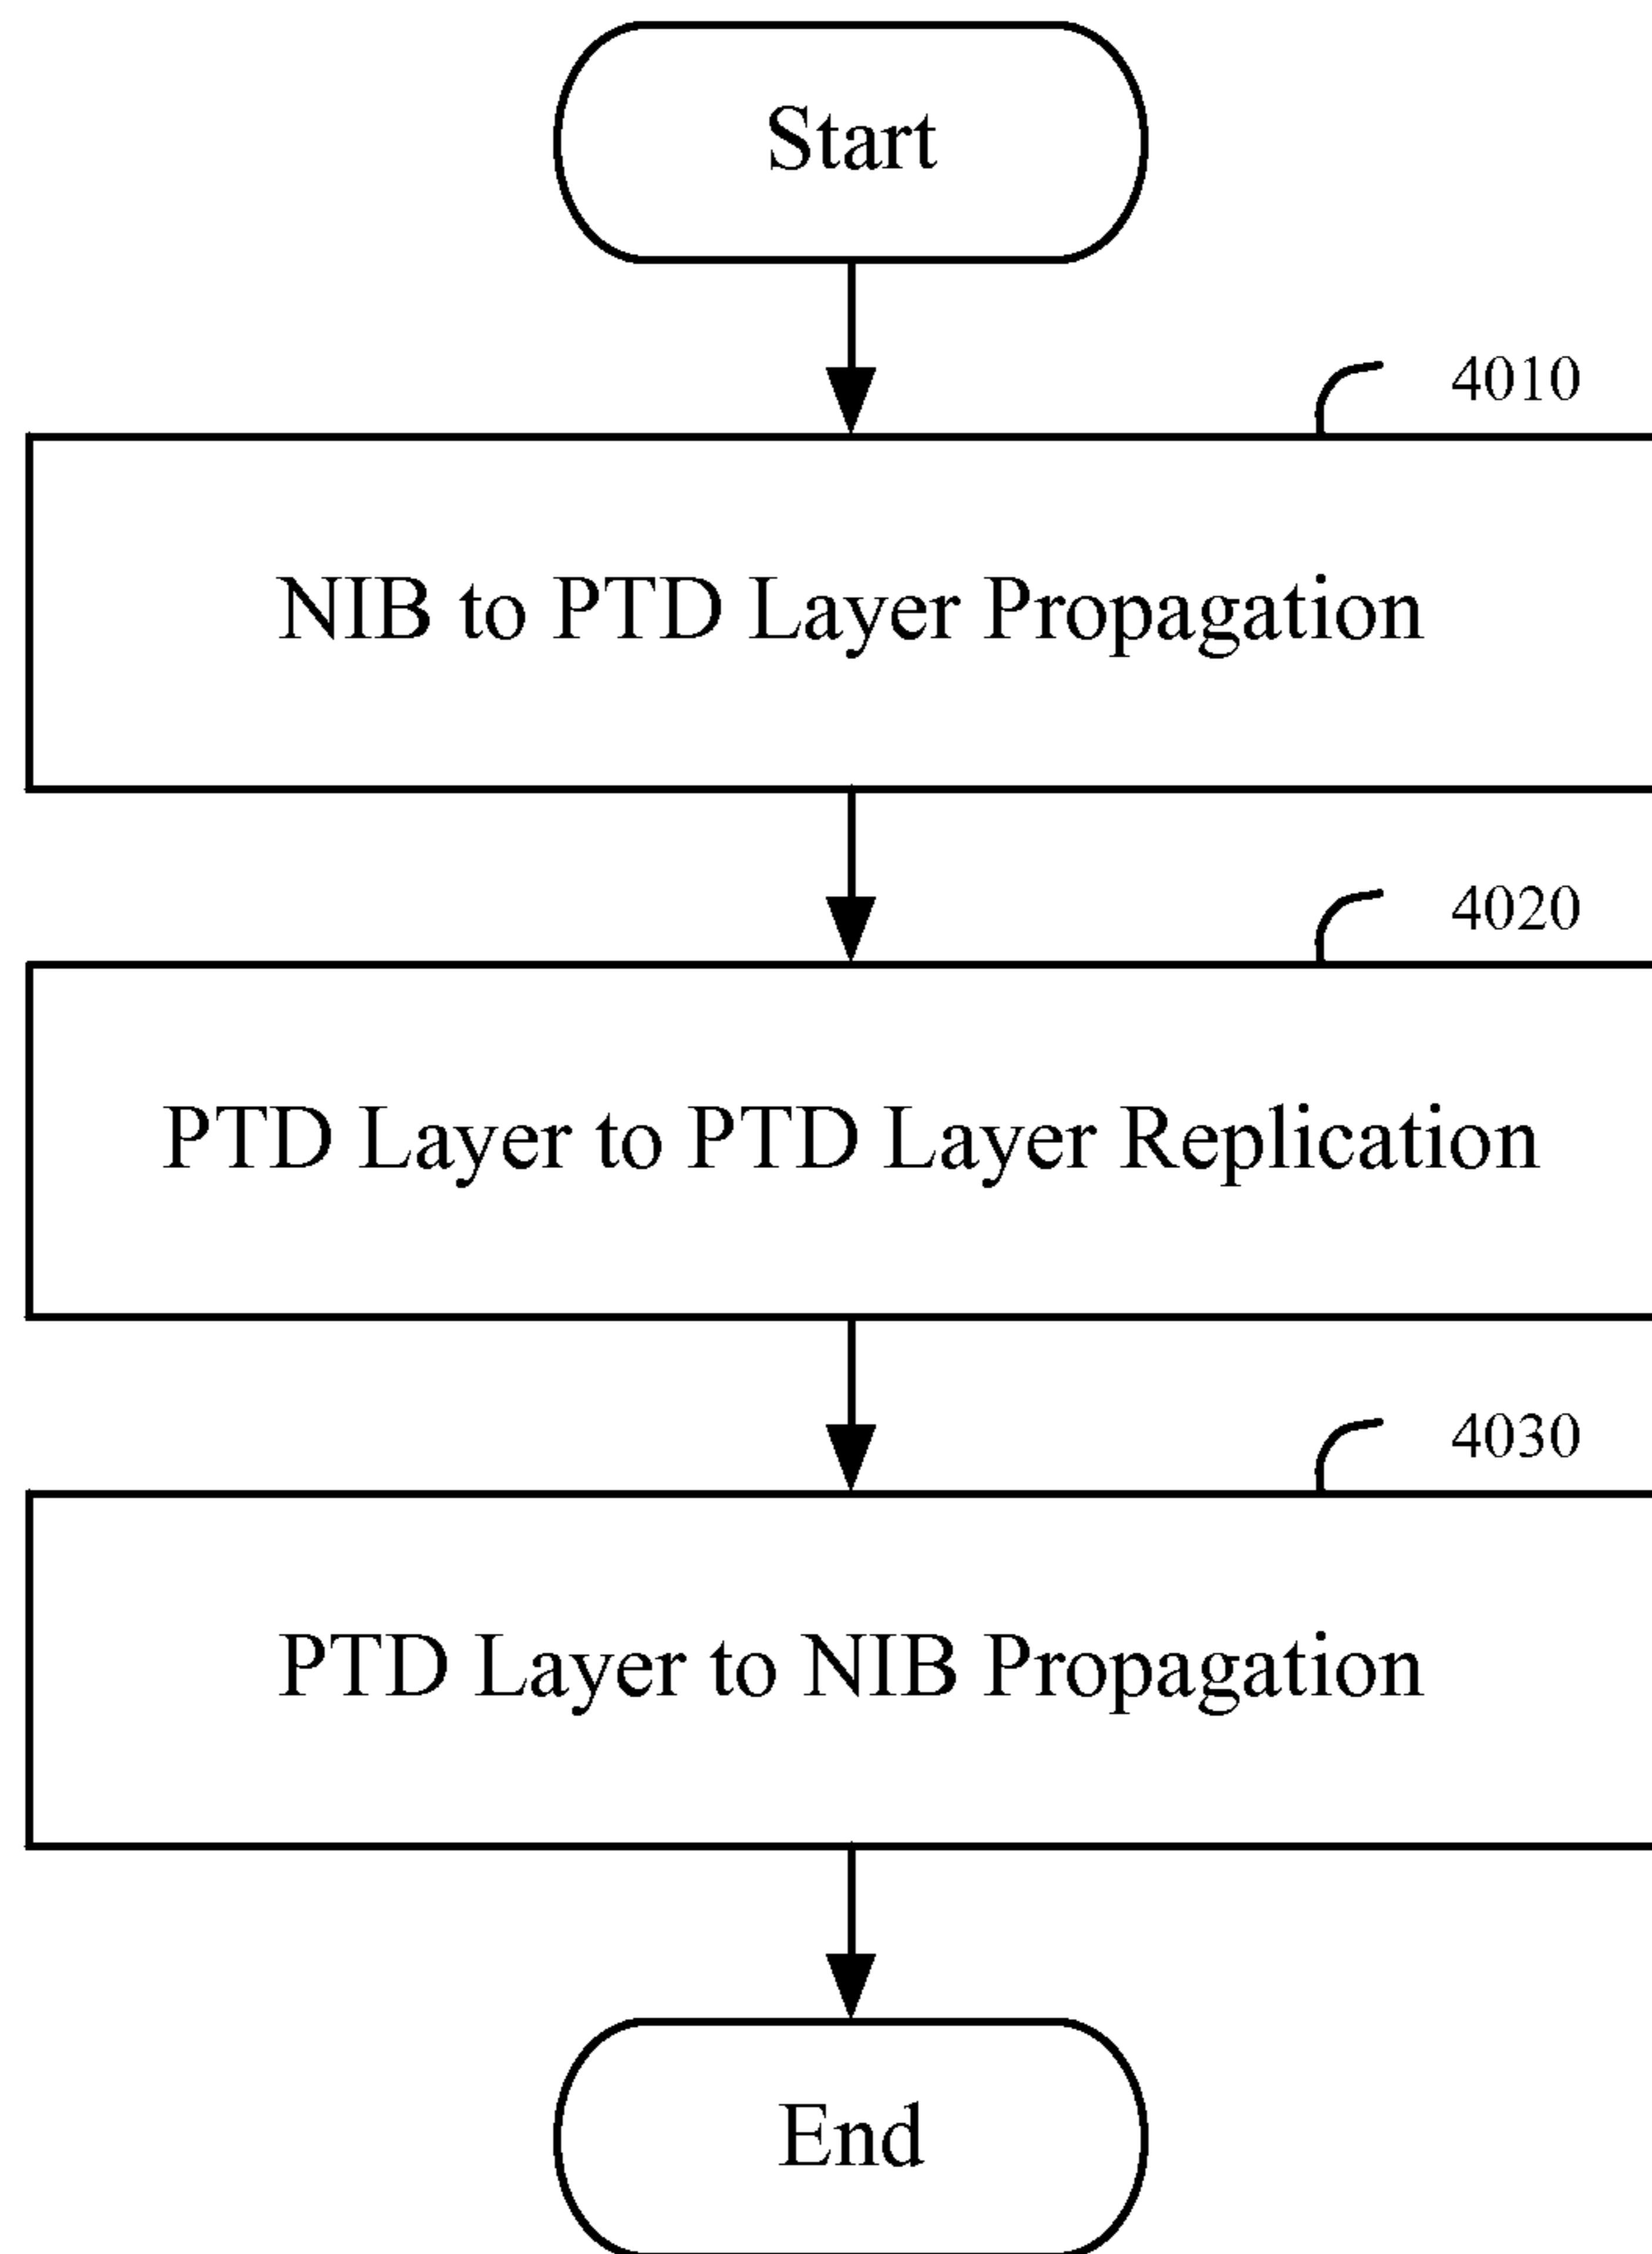 Start
4010
NIB to PTD Layer Propagation
4020
PTD Layer to PTD Layer Replication
4030
PTD Layer to NIB Propagation
End